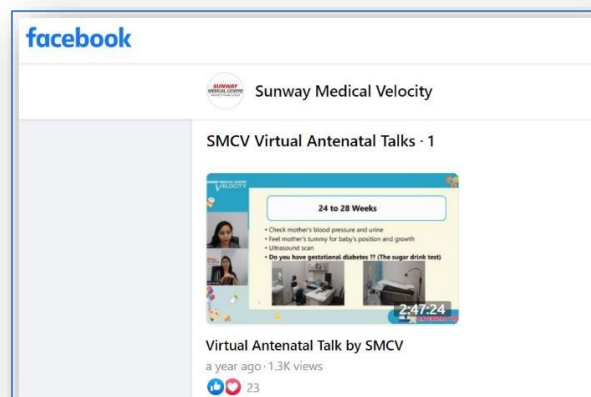 facebook
SUNWAY
MEDICAL CENTRE
Sunway Medical Velocity
SMCV Virtual Antenatal Talks · 1
VELOCITY
24 to 28 Weeks
• Check mother's blood pressure and urine
• Feel mother's tummy for baby's position and growth
• Ultrasound scan
• Do you have gestational diabetes ?? (The sugar drink test)
2:47:24
Virtual Antenatal Talk by SMCV
a year ago · 1.3K views
23